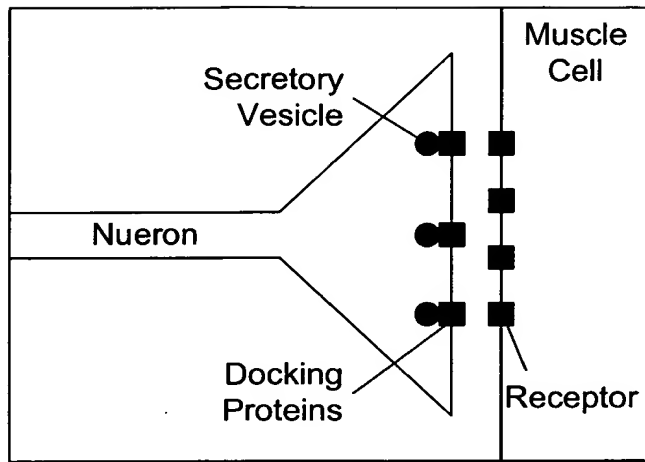 Muscle
Cell
Secretory
Vesicle
Nueron
Docking
Proteins
Receptor